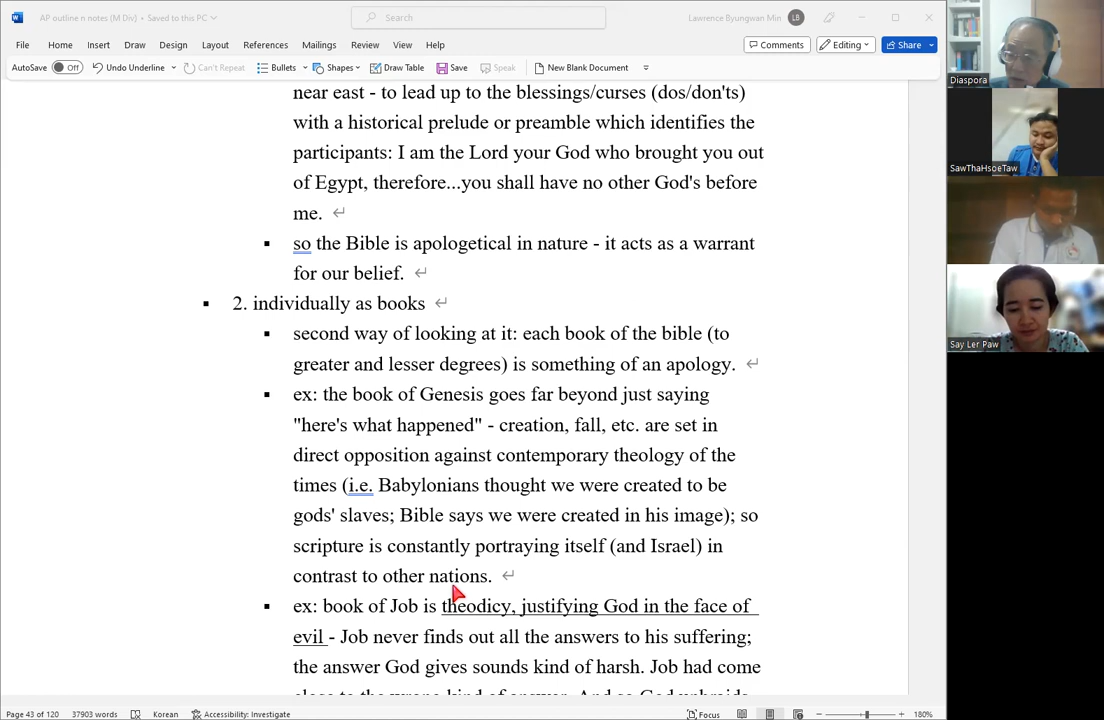 AP outline n notes (M Div) • Saved to this PC
Search
Lawrence Byungwan Min
LB
File Home Insert Draw Design Layout References Mailings Review View Help
Comments Editing Share
AutoSave Off Undo Underline Can't Repeat Bullets Shapes Draw Table Save Speak New Blank Document
near east - to lead up to the blessings/curses (dos/don'ts)
with a historical prelude or preamble which identifies the
participants: I am the Lord your God who brought you out
of Egypt, therefore...you shall have no other God's before
me.
so the Bible is apologetical in nature - it acts as a warrant
for our belief.
2. individually as books
second way of looking at it: each book of the bible (to
greater and lesser degrees) is something of an apology.
ex: the book of Genesis goes far beyond just saying
"here's what happened" - creation, fall, etc. are set in
direct opposition against contemporary theology of the
times (i.e. Babylonians thought we were created to be
gods' slaves; Bible says we were created in his image); so
scripture is constantly portraying itself (and Israel) in
contrast to other nations.
ex: book of Job is theodicy, justifying God in the face of
evil - Job never finds out all the answers to his suffering;
the answer God gives sounds kind of harsh. Job had come
close to the wrong kind of answer. And so God upbraids
Page 43 of 120 37903 words Korean Accessibility: Investigate Focus 180%
Diaspora
SawThaHsoeTaw
Say Ler Paw